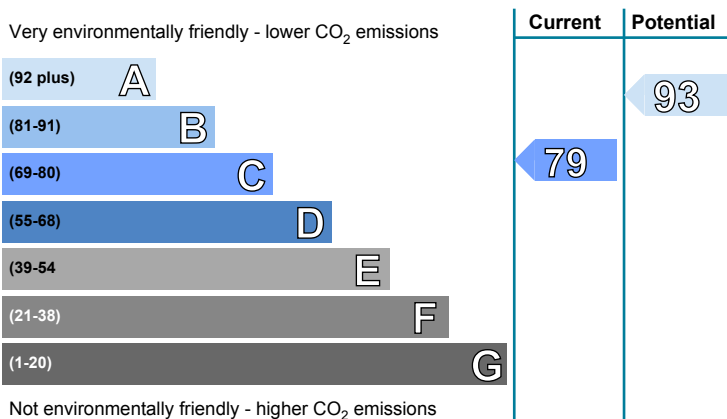 Very environmentally friendly - lower CO2 emissions
Current
Potential
(92 plus) A
(81-91) B
(69-80) C
(55-68) D
(39-54 E
(21-38) F
(1-20) G
79
93
Not environmentally friendly - higher CO2 emissions